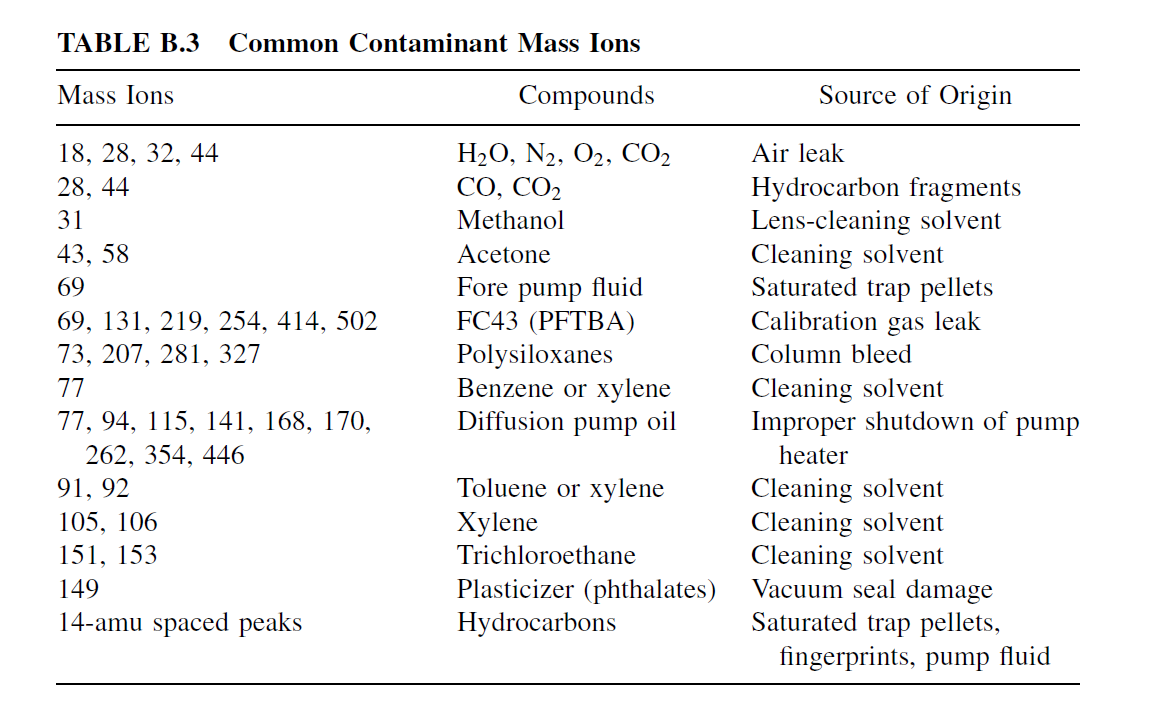 TABLE B.3 Common Contaminant Mass Ions
Mass Ions Compounds Source of Origin
18, 28, 32, 44 H₂O, N₂, O₂, CO₂ Air leak
28, 44 CO, CO₂ Hydrocarbon fragments
31 Methanol Lens-cleaning solvent
43, 58 Acetone Cleaning solvent
69 Fore pump fluid Saturated trap pellets
69, 131, 219, 254, 414, 502 FC43 (PFTBA) Calibration gas leak
73, 207, 281, 327 Polysiloxanes Column bleed
77 Benzene or xylene Cleaning solvent
77, 94, 115, 141, 168, 170, Diffusion pump oil Improper shutdown of pump
262, 354, 446 heater
91, 92 Toluene or xylene Cleaning solvent
105, 106 Xylene Cleaning solvent
151, 153 Trichloroethane Cleaning solvent
149 Plasticizer (phthalates) Vacuum seal damage
14-amu spaced peaks Hydrocarbons Saturated trap pellets,
fingerprints, pump fluid